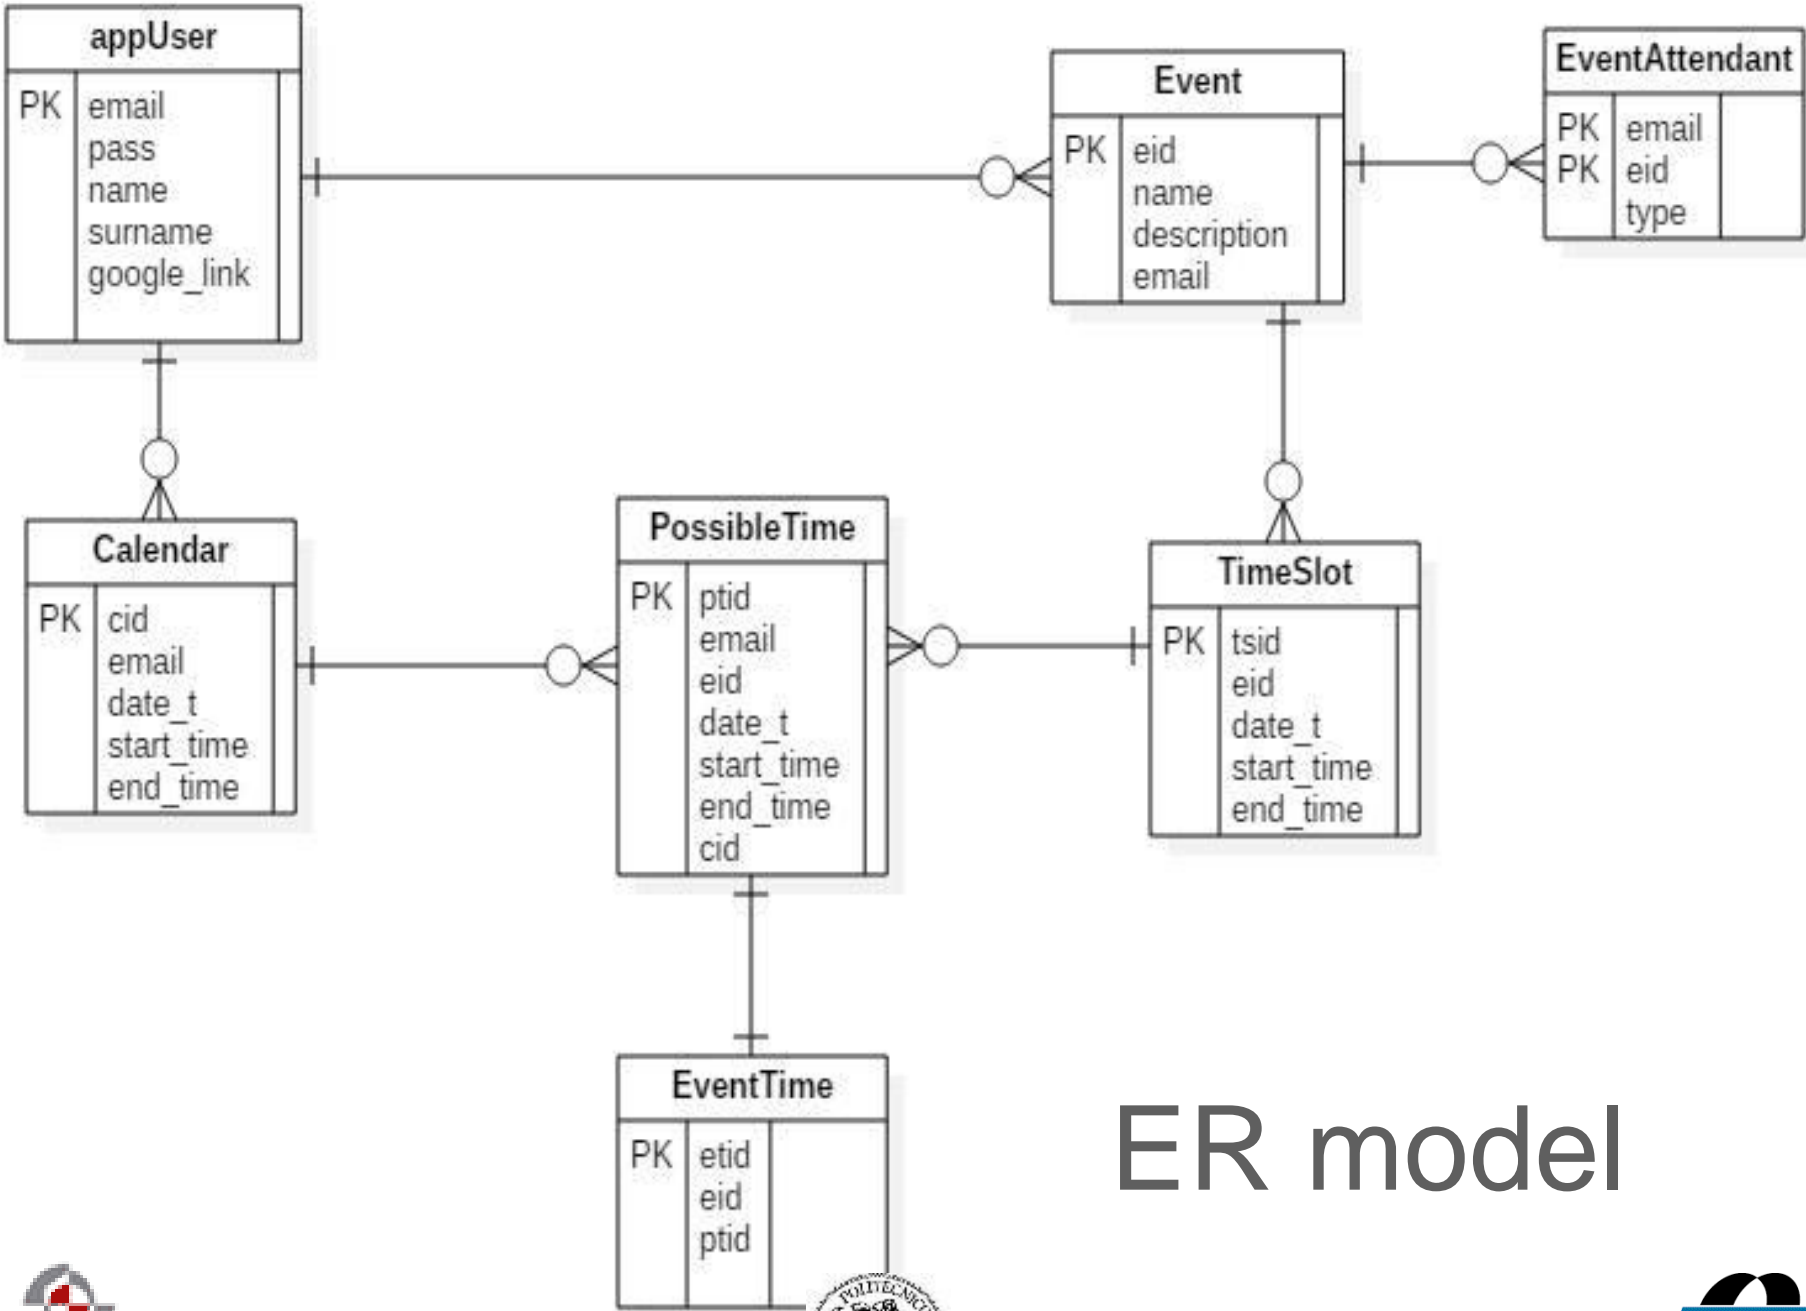 appUser
PK email
pass
name
surname
google_link
Event
PK eid
name
description
email
EventAttendant
PK email
PK eid
type
Calendar
PK cid
email
date_t
start_time
end_time
PossibleTime
PK ptid
email
eid
date_t
start_time
end_time
cid
TimeSlot
PK tsid
eid
date_t
start_time
end_time
EventTime
PK etid
eid
ptid
ER model